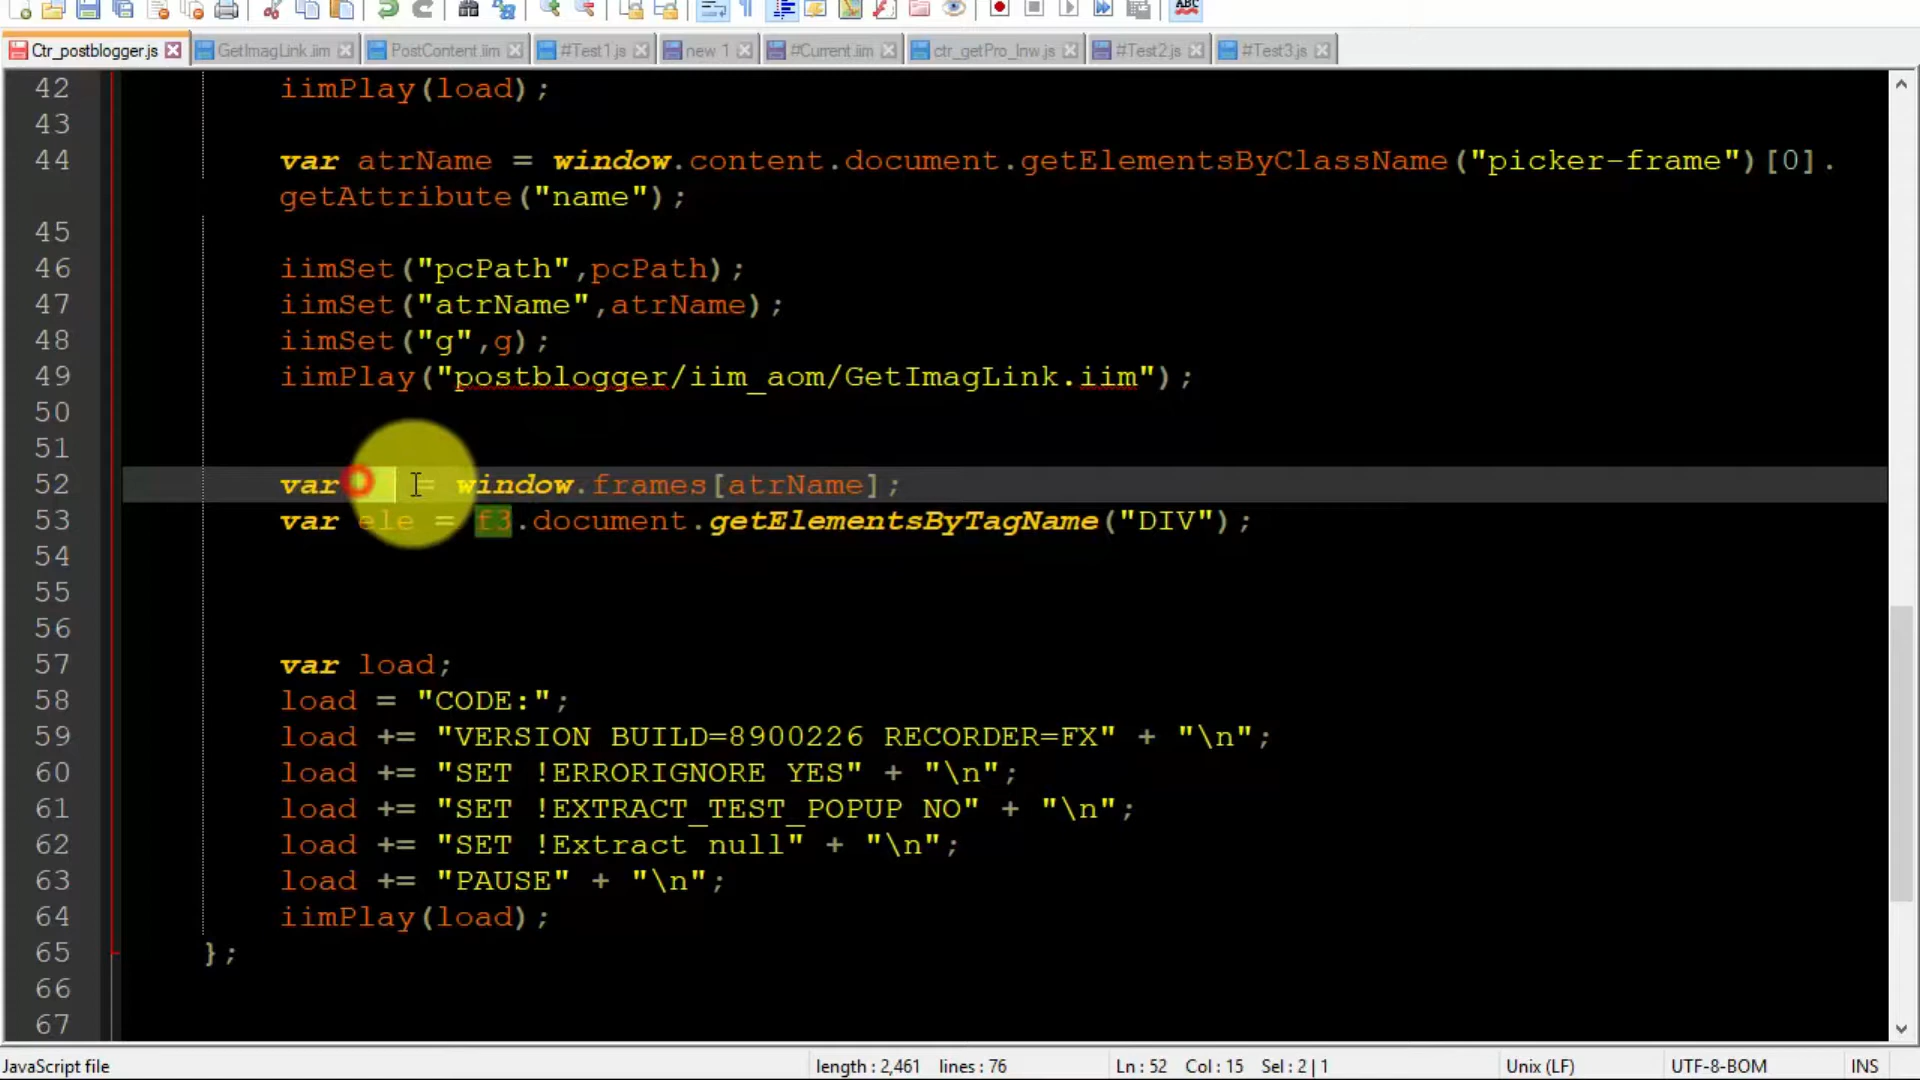 Ctr_postblogger.js GetImagLink.iim PostContent.iim #Test1.js new 1 #Current.iim ctr_getPro_lnw.js #Test2.js #Test3.js
42 iimPlay(load);
43
44 var atrName = window.content.document.getElementsByClassName("picker-frame")[0].
getAttribute("name");
45
46 iimSet("pcPath",pcPath);
47 iimSet("atrName",atrName);
48 iimSet("g",g);
49 iimPlay("postblogger/iim_aom/GetImagLink.iim");
50
51
52 var = window.frames[atrName];
53 var ele = f3.document.getElementsByTagName("DIV");
54
55
56
57 var load;
58 load = "CODE:";
59 load += "VERSION BUILD=8900226 RECORDER=FX" + "\n";
60 load += "SET !ERRORIGNORE YES" + "\n";
61 load += "SET !EXTRACT_TEST_POPUP NO" + "\n";
62 load += "SET !Extract null" + "\n";
63 load += "PAUSE" + "\n";
64 iimPlay(load);
65 };
66
67
JavaScript file length : 2,461 lines : 76 Ln : 52 Col : 15 Sel : 2 | 1 Unix (LF) UTF-8-BOM INS